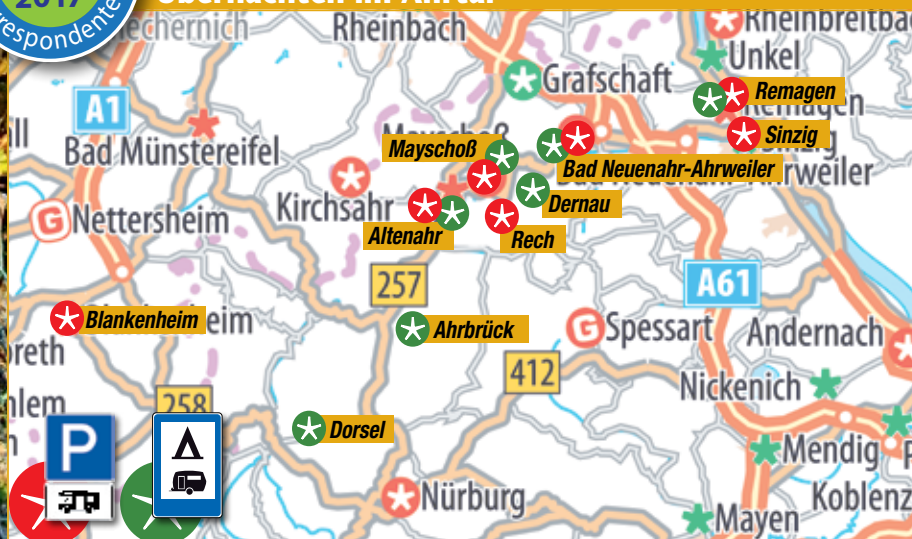 2017
respondente
Übernachten im Ahrtal
Rheinbach
Unkel
Grafschaft
Remagen
A1
Sinzig
Mayschoß
Mayschoß
Bad Münstereifel
Bad Neuenahr-Ahrweiler
Kirchsahr
Dernau
Nettersheim
G
Altenahr
Rech
257
A61
Blankenheim
Ahrbrück
G
Spessart
Andernach
412
Nickenich
258
Dorsel
P
Mendig
Nürburg
Koblenz
Mayen